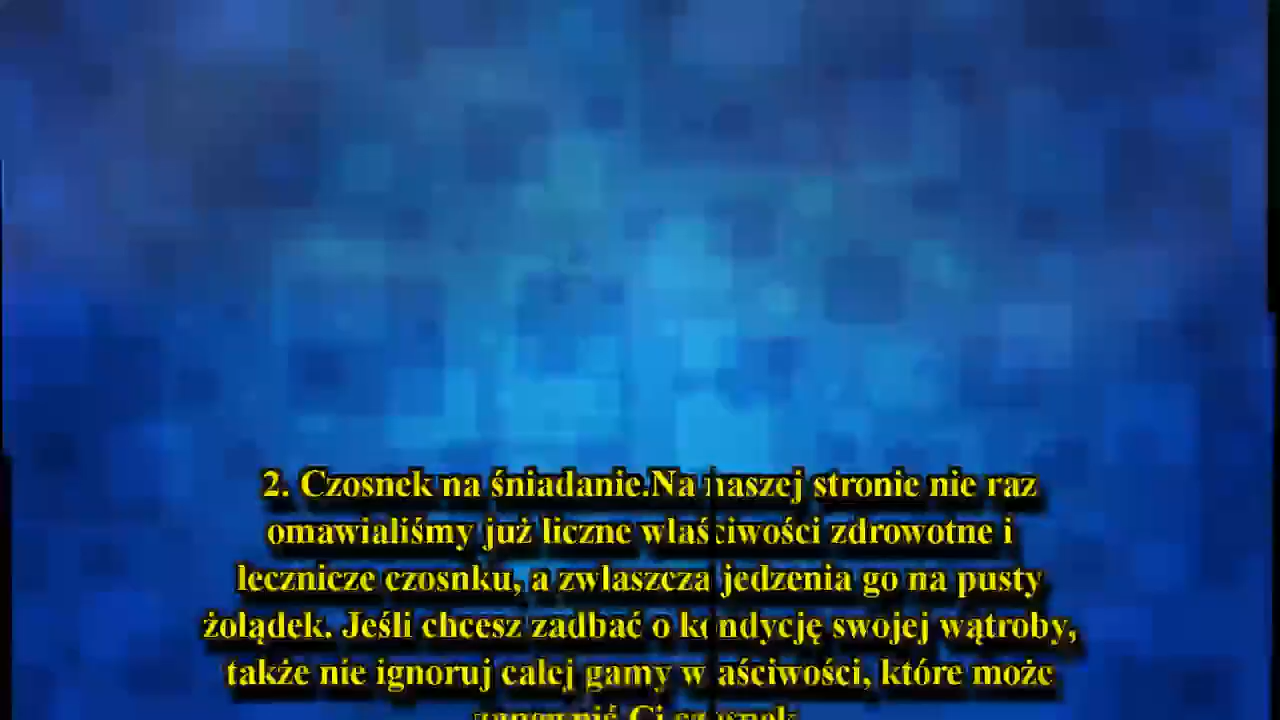 2. Czosnek na śniadanie.Na naszej stronie nie raz
omawialiśmy już liczne właściwości zdrowotne i
lecznicze czosnku, a zwłaszcza jedzenia go na pusty
żołądek. Jeśli chcesz zadbać o kondycję swojej wątroby,
także nie ignoruj całej gamy właściwości, które może
Ci